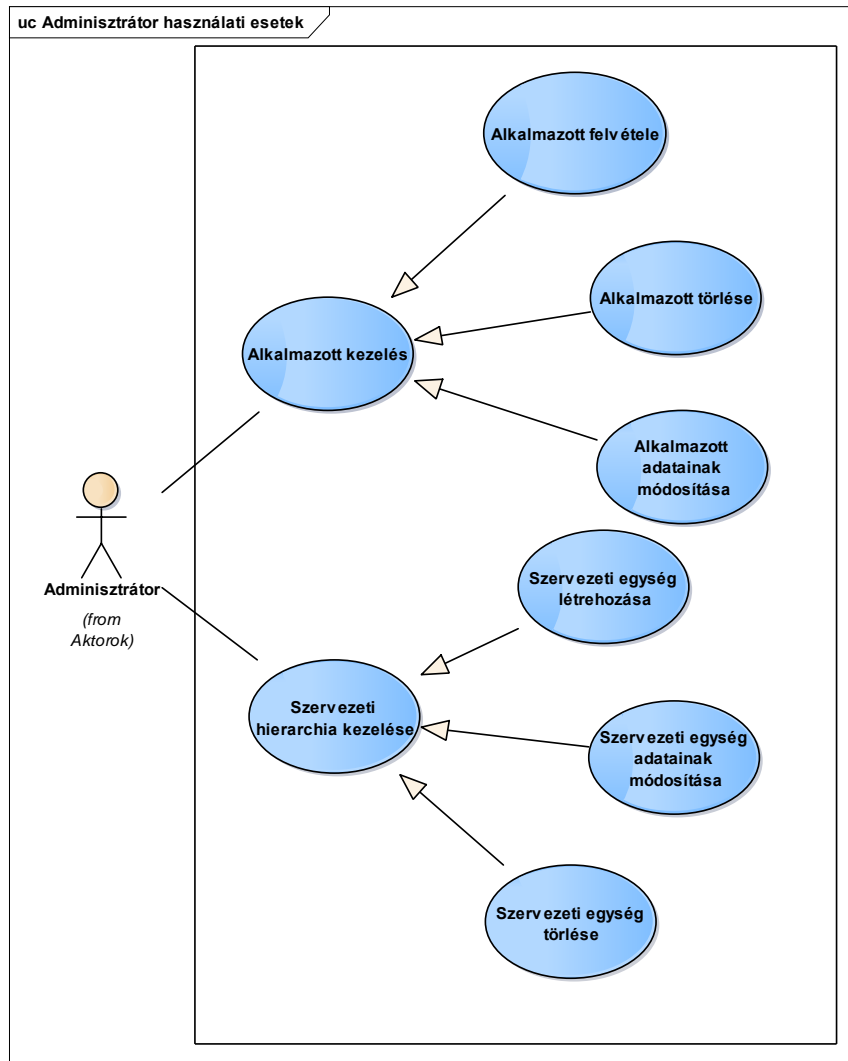 uc Adminisztrátor használati esetek
Alkalmazott felvétele
Alkalmazott törlése
Alkalmazott kezelés
Alkalmazott
adatainak
módosítása
Adminisztrátor
(from
Aktorok)
Szervezeti egység
létrehozása
Szervezeti
hierarchia kezelése
Szervezeti egység
adatainak
módosítása
Szervezeti egység
törlése